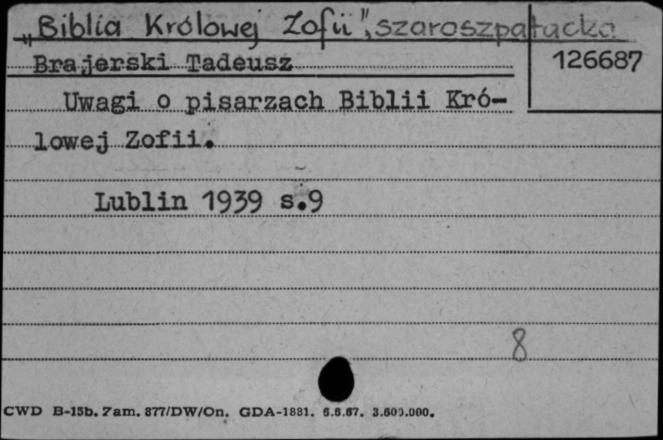 „Biblia Królowej Zofii", szaroszpatacka
Brajerski Tadeusz
126687
Uwagi o pisarzach Biblii Kró-
lowej Zofii.
Lublin 1939 s.9
8
CWD B-15b. Zam. 877/DW/On. GDA-1881. 6.6.67. 3.600.000.